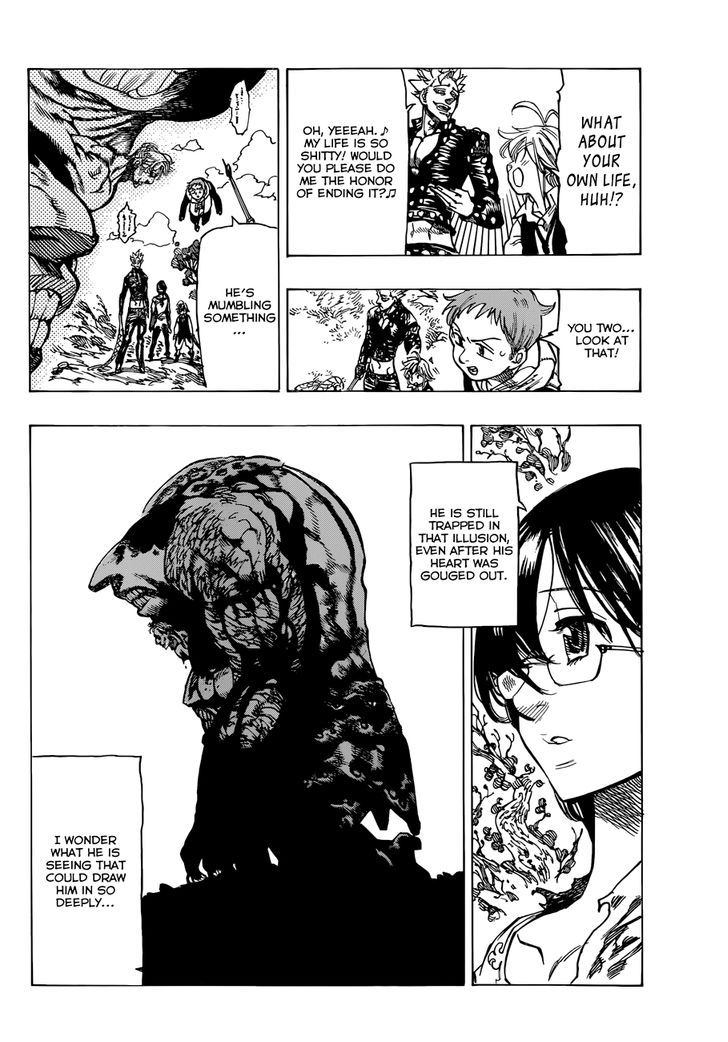 WHAT
ABOUT
YOUR
OWN LIFE,
HUH!?
OH, YEEEAH.♪
MY LIFE IS SO
SHITTY! WOULD
YOU PLEASE DO
ME THE HONOR
OF ENDING IT?♫
YOU TWO...
LOOK AT
THAT!
HE'S
MUMBLING
SOMETHING
...
HE IS STILL
TRAPPED IN
THAT ILLUSION,
EVEN AFTER HIS
HEART WAS
GOUGED OUT.
I WONDER
WHAT HE IS
SEEING THAT
COULD DRAW
HIM IN SO
DEEPLY...